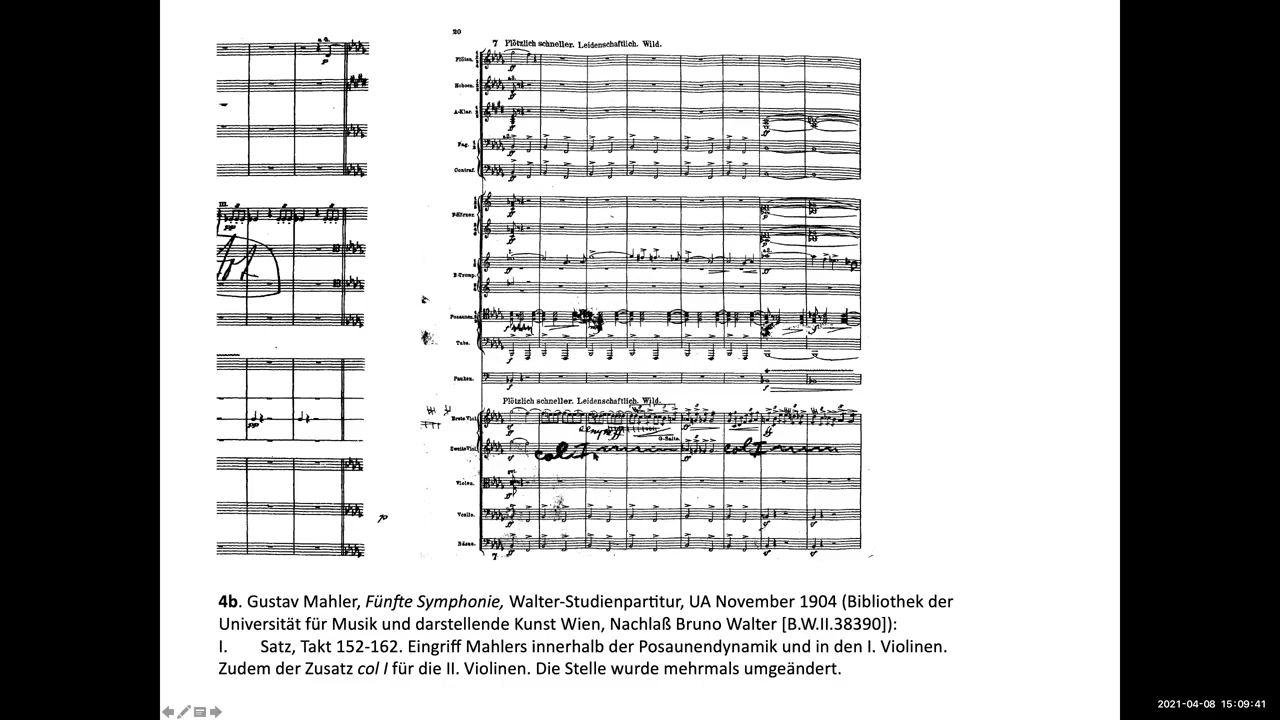 20
7 Plötzlich schneller. Leidenschaftlich. Wild.
Flöten.
Hoboen.
A-Klar.
Fag.
Contraf.
III.
pp
F-Hörner.
B-Tromp.
Posaunen.
Tuba.
Pauken.
Plötzlich schneller. Leidenschaftlich. Wild.
Erste Viol.
G-Saite.
Zweite Viol.
col I
col I
pp
Violen.
Vcelle.
Bässe.
7
4b. Gustav Mahler, Fünfte Symphonie, Walter-Studienpartitur, UA November 1904 (Bibliothek der
Universität für Musik und darstellende Kunst Wien, Nachlaß Bruno Walter [B.W.II.38390]):
I. Satz, Takt 152-162. Eingriff Mahlers innerhalb der Posaunendynamik und in den I. Violinen.
Zudem der Zusatz col I für die II. Violinen. Die Stelle wurde mehrmals umgeändert.
2021-04-08 15:09:41